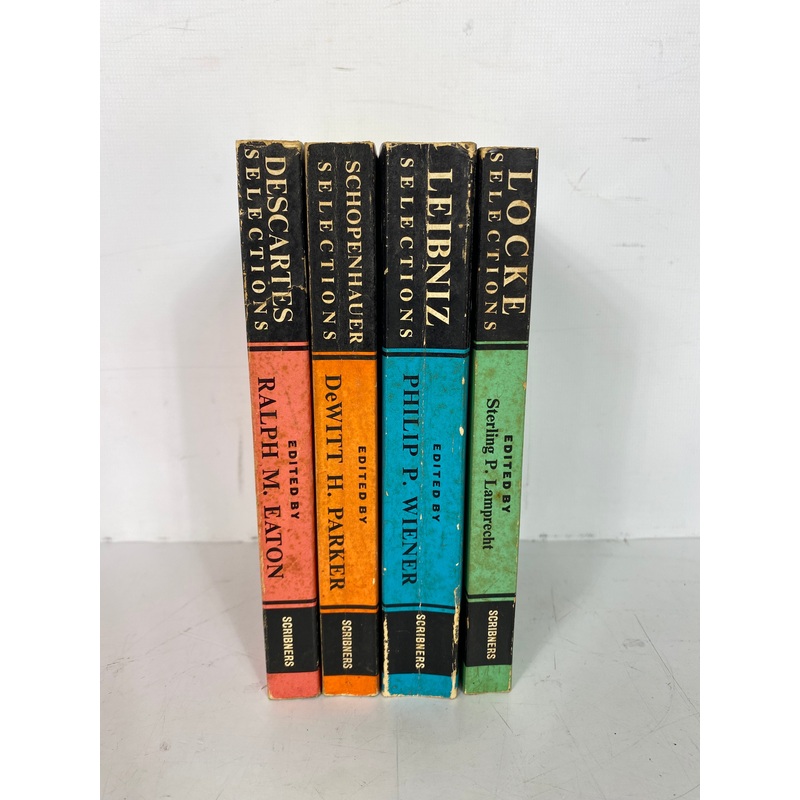 DESCARTES
SELECTIONS
EDITED BY
RALPH M. EATON
SCRIBNERS
SCHOPENHAUER
SELECTIONS
EDITED BY
DeWITT H. PARKER
SCRIBNERS
LEIBNIZ
SELECTIONS
EDITED BY
PHILIP P. WIENER
SCRIBNERS
LOCKE
SELECTIONS
EDITED BY
Sterling P. Lamprecht
SCRIBNERS